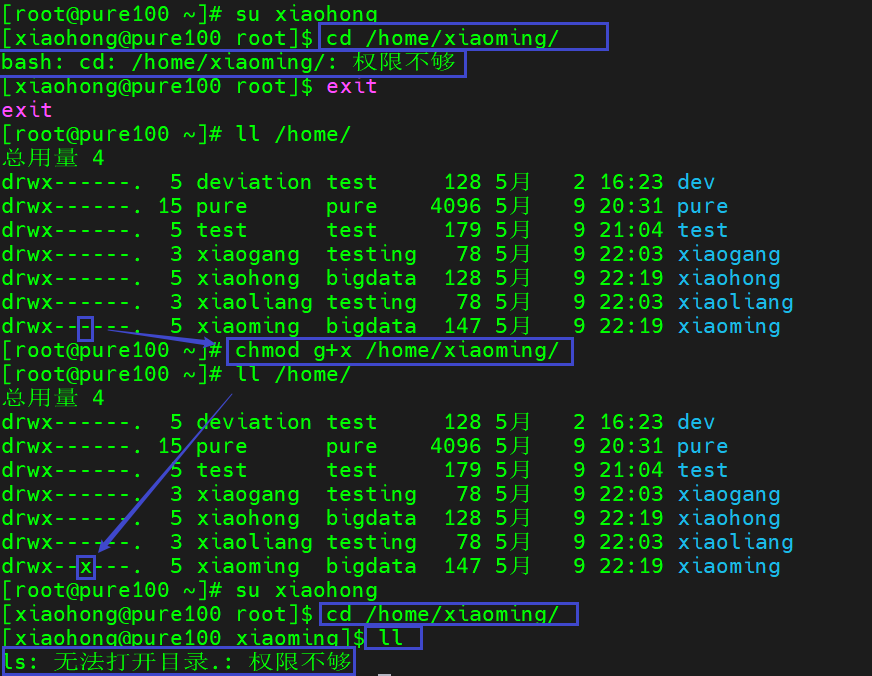 [root@pure100 ~]# su xiaohong
[xiaohong@pure100 root]$ cd /home/xiaoming/
bash: cd: /home/xiaoming/: 权限不够
[xiaohong@pure100 root]$ exit
exit
[root@pure100 ~]# ll /home/
总用量 4
drwx------.  5 deviation test     128 5月   2 16:23 dev
drwx------. 15 pure      pure    4096 5月   9 20:31 pure
drwx------.  5 test      test     179 5月   9 21:04 test
drwx------.  3 xiaogang  testing   78 5月   9 22:03 xiaogang
drwx------.  5 xiaohong  bigdata  128 5月   9 22:19 xiaohong
drwx------.  3 xiaoliang testing   78 5月   9 22:03 xiaoliang
drwx------.  5 xiaoming  bigdata  147 5月   9 22:19 xiaoming
[root@pure100 ~]# chmod g+x /home/xiaoming/
[root@pure100 ~]# ll /home/
总用量 4
drwx------.  5 deviation test     128 5月   2 16:23 dev
drwx------. 15 pure      pure    4096 5月   9 20:31 pure
drwx------.  5 test      test     179 5月   9 21:04 test
drwx------.  3 xiaogang  testing   78 5月   9 22:03 xiaogang
drwx------.  5 xiaohong  bigdata  128 5月   9 22:19 xiaohong
drwx------.  3 xiaoliang testing   78 5月   9 22:03 xiaoliang
drwx--x---.  5 xiaoming  bigdata  147 5月   9 22:19 xiaoming
[root@pure100 ~]# su xiaohong
[xiaohong@pure100 root]$ cd /home/xiaoming/
[xiaohong@pure100 xiaoming]$ ll
ls: 无法打开目录.: 权限不够